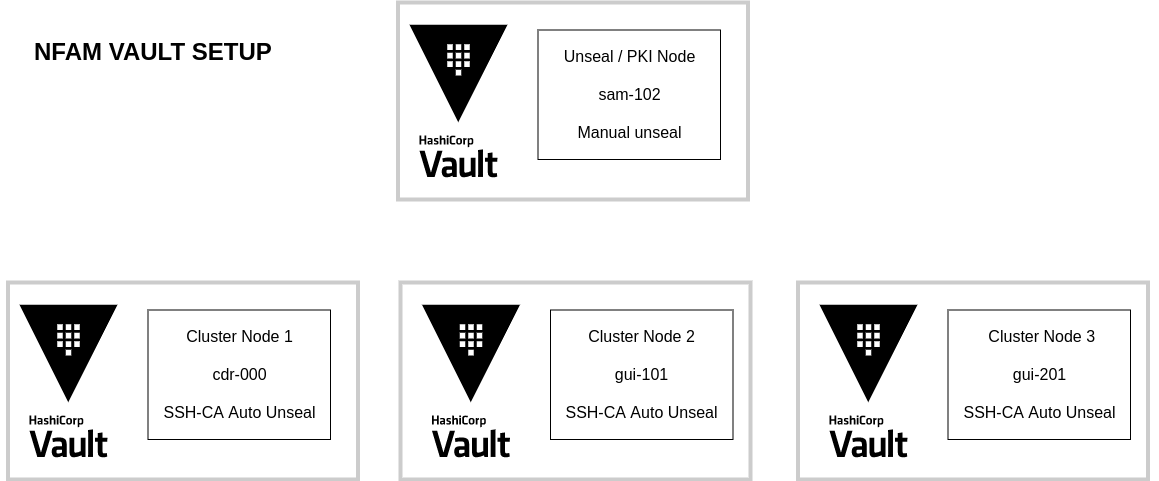 NFAM VAULT SETUP
HashiCorp
Vault
Unseal / PKI Node
sam-102
Manual unseal
HashiCorp
Vault
Cluster Node 1
cdr-000
SSH-CA Auto Unseal
HashiCorp
Vault
Cluster Node 2
gui-101
SSH-CA Auto Unseal
HashiCorp
Vault
Cluster Node 3
gui-201
SSH-CA Auto Unseal